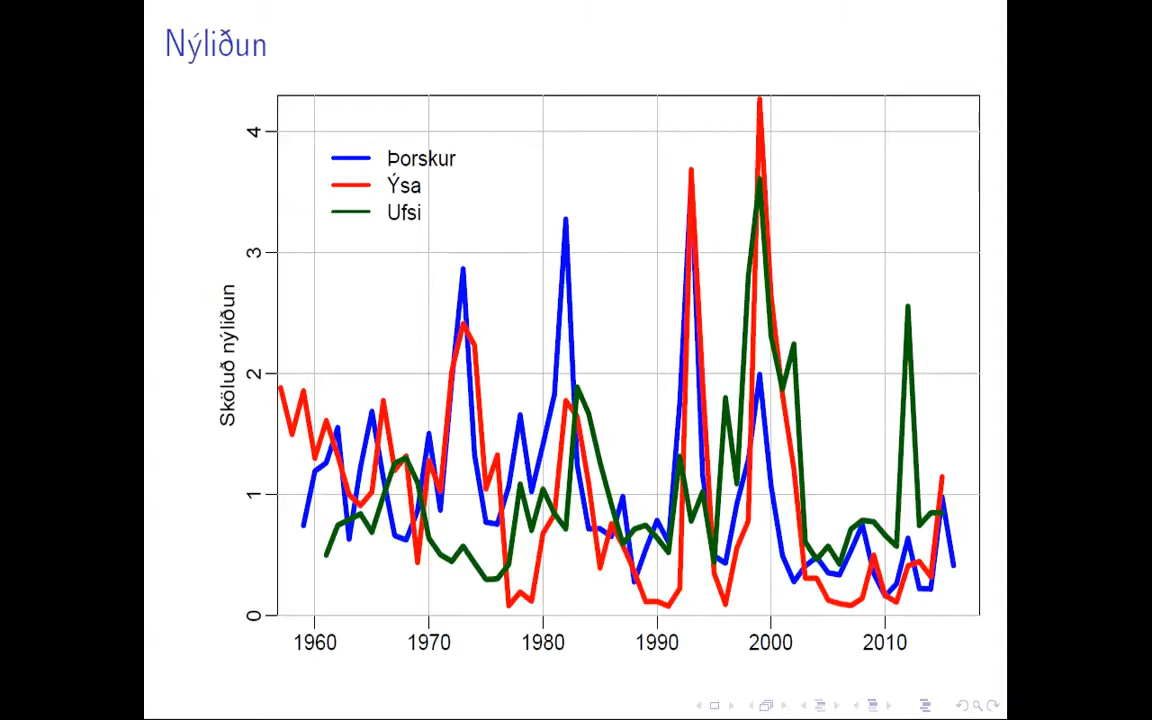 Nýliðun
Þorskur
Ýsa
Ufsi
Sköluð nýliðun
4
3
2
1
0
1960 1970 1980 1990 2000 2010